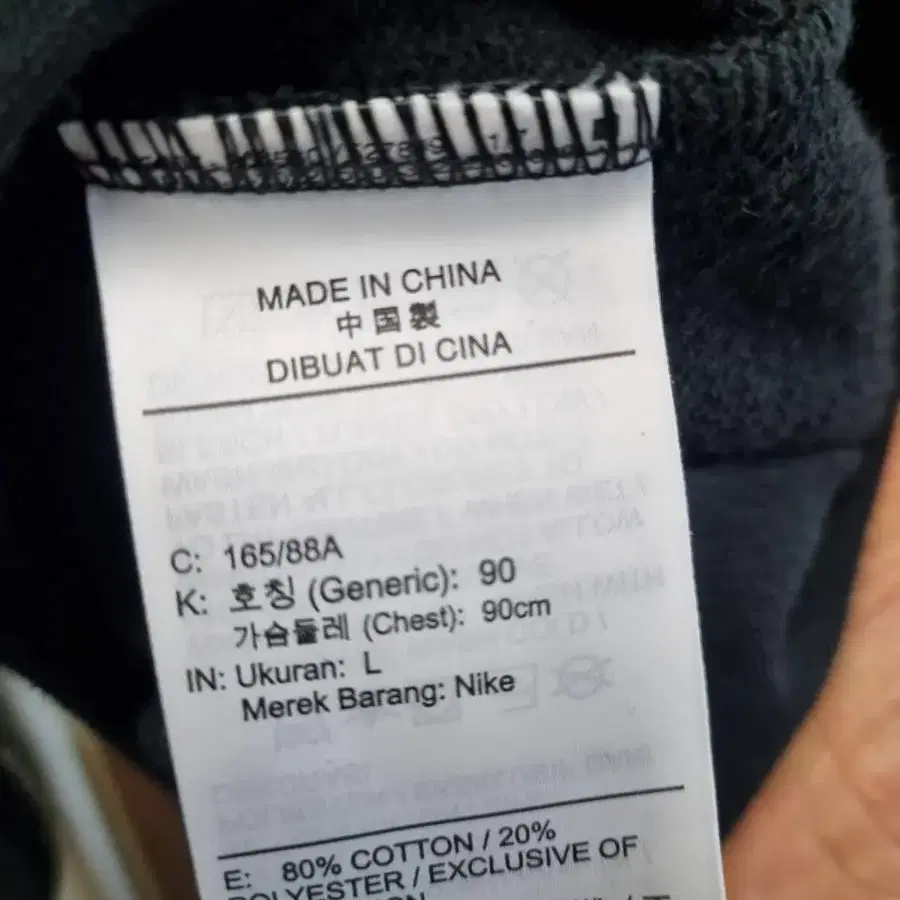 MADE IN CHINA
中国製
DIBUAT DI CINA
C: 165/88A
K: 호칭 (Generic): 90
가슴둘레 (Chest): 90cm
IN: Ukuran: L
Merek Barang: Nike
E: 80% COTTON / 20%
POLYESTER / EXCLUSIVE OF